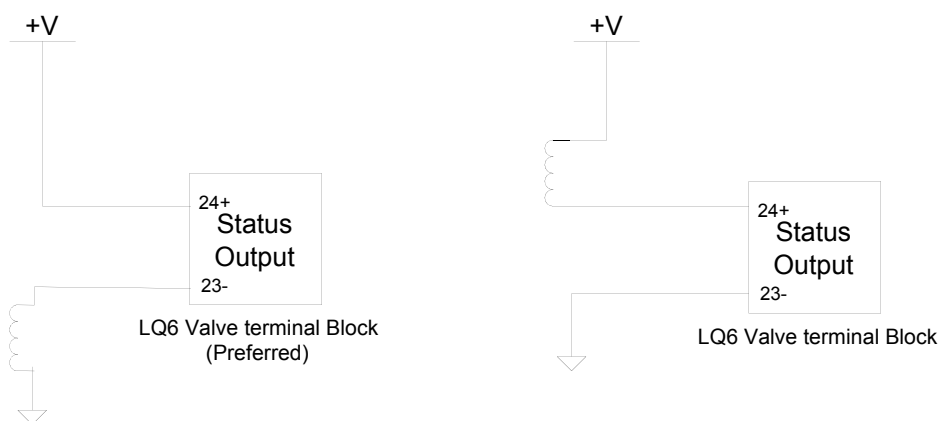 +V
24+
Status
Output
23-
LQ6 Valve terminal Block
(Preferred)
+V
24+
Status
Output
23-
LQ6 Valve terminal Block